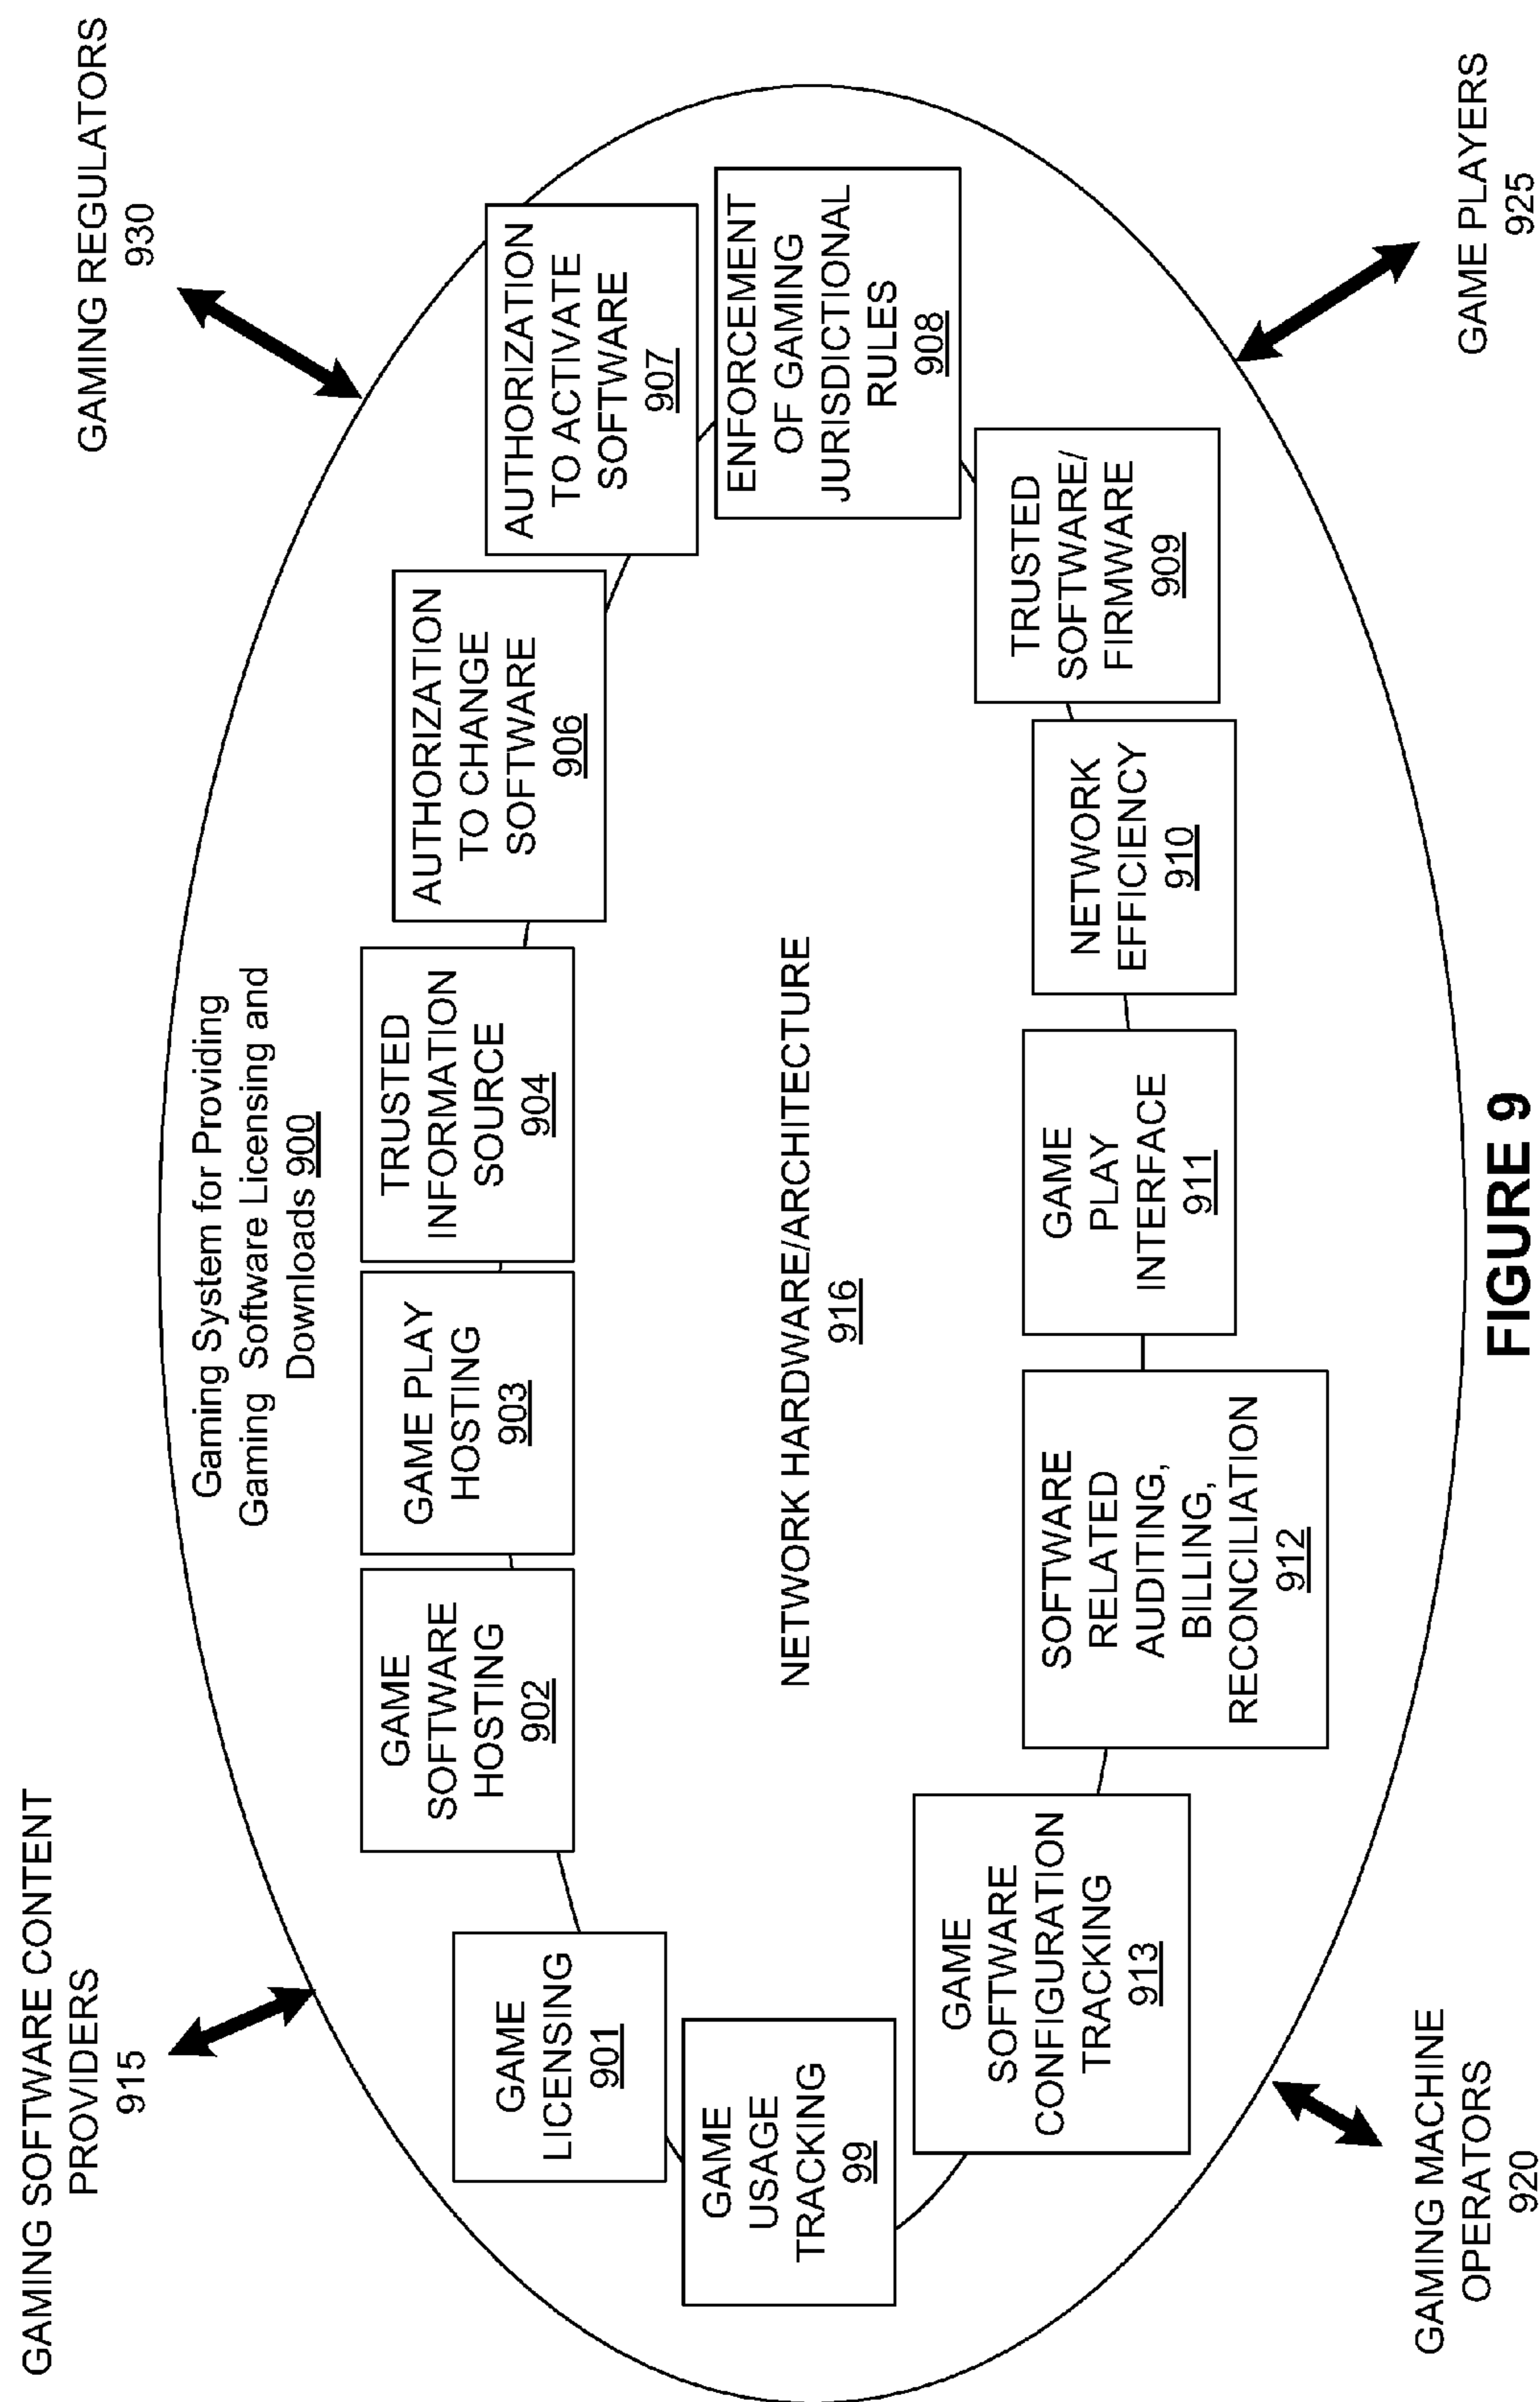 GAMING SOFTWARE CONTENT
PROVIDERS
915
GAMING REGULATORS
930
Gaming System for Providing
Gaming Software Licensing and
Downloads 900
GAME
LICENSING
901
GAME
SOFTWARE
HOSTING
902
GAME PLAY
HOSTING
903
TRUSTED
INFORMATION
SOURCE
904
AUTHORIZATION
TO CHANGE
SOFTWARE
906
AUTHORIZATION
TO ACTIVATE
SOFTWARE
907
ENFORCEMENT
OF GAMING
JURISDICTIONAL
RULES
908
NETWORK HARDWARE/ARCHITECTURE
916
GAME
USAGE
TRACKING
99
GAME
SOFTWARE
CONFIGURATION
TRACKING
913
SOFTWARE
RELATED
AUDITING,
BILLING,
RECONCILIATION
912
GAME
PLAY
INTERFACE
911
NETWORK
EFFICIENCY
910
TRUSTED
SOFTWARE/
FIRMWARE
909
GAMING MACHINE
OPERATORS
920
GAME PLAYERS
925
FIGURE 9